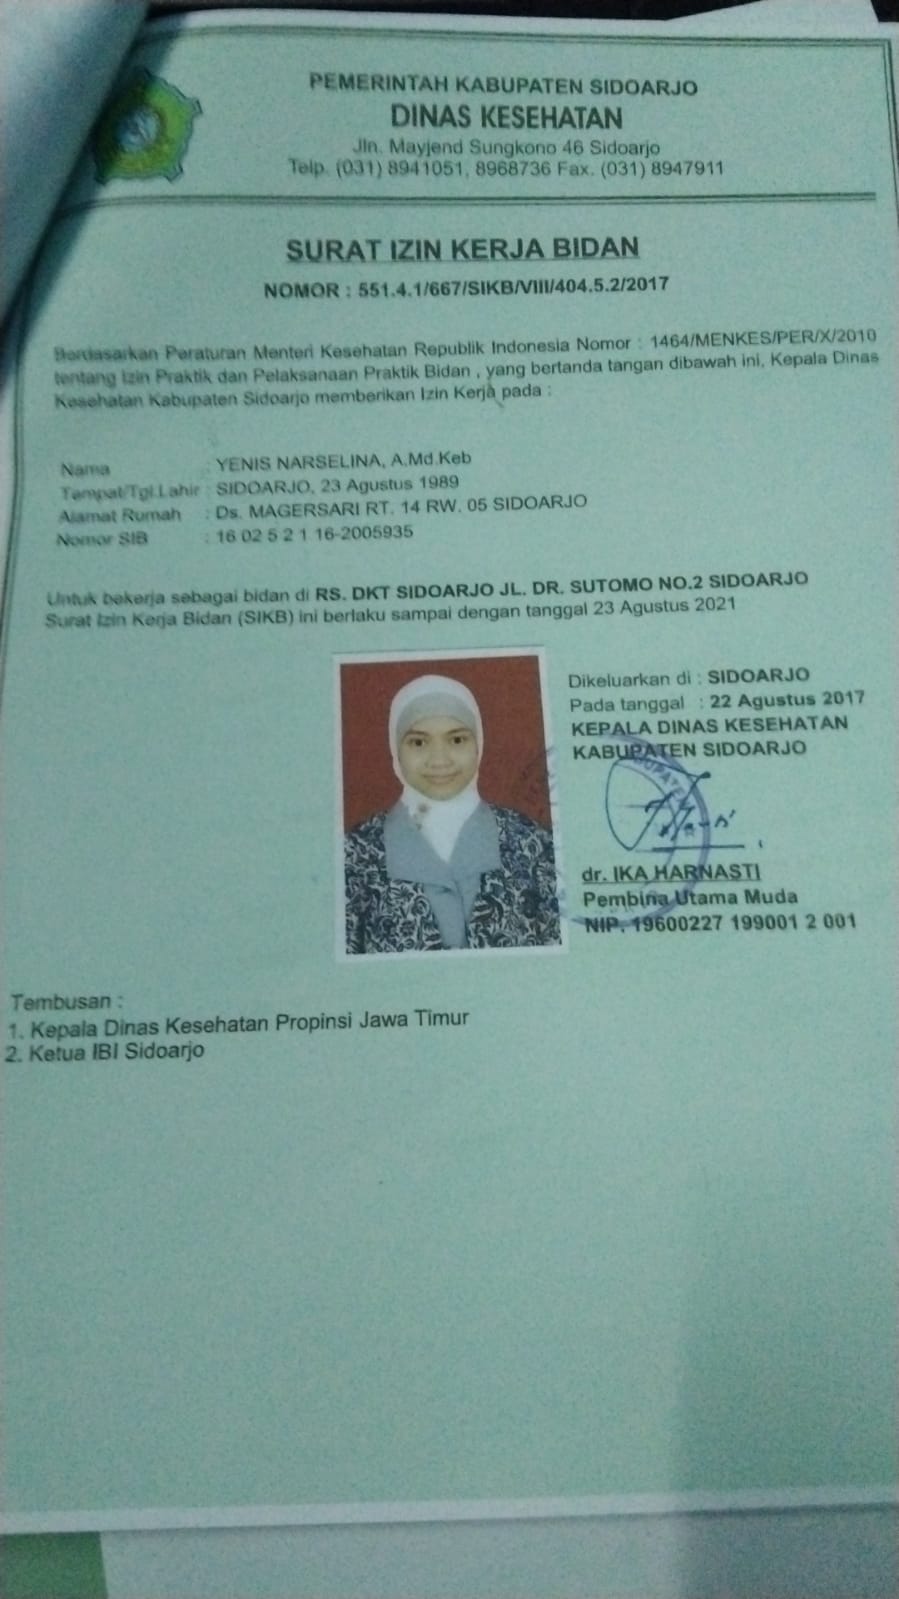 PEMERINTAH KABUPATEN SIDOARJO
DINAS KESEHATAN
Jln. Mayjend Sungkono 46 Sidoarjo
Telp. (031) 8941051, 8968736 Fax. (031) 8947911
SURAT IZIN KERJA BIDAN
NOMOR : 551.4.1/667/SIKB/VIII/404.5.2/2017
Berdasarkan Peraturan Menteri Kesehatan Republik Indonesia Nomor : 1464/MENKES/PER/X/2010
tentang Izin Praktik dan Pelaksanaan Praktik Bidan , yang bertanda tangan dibawah ini, Kepala Dinas
Kesehatan Kabupaten Sidoarjo memberikan Izin Kerja pada :
Nama : YENIS NARSELINA, A.Md.Keb
Tempat/Tgl.Lahir : SIDOARJO, 23 Agustus 1989
Alamat Rumah : Ds. MAGERSARI RT. 14 RW. 05 SIDOARJO
Nomor SIB : 16 02 5 2 1 16-2005935
Untuk bekerja sebagai bidan di RS. DKT SIDOARJO JL. DR. SUTOMO NO.2 SIDOARJO
Surat Izin Kerja Bidan (SIKB) ini berlaku sampai dengan tanggal 23 Agustus 2021
Dikeluarkan di : SIDOARJO
Pada tanggal : 22 Agustus 2017
KEPALA DINAS KESEHATAN
KABUPATEN SIDOARJO
dr. IKA HARNASTI
Pembina Utama Muda
NIP. 19600227 199001 2 001
Tembusan :
1. Kepala Dinas Kesehatan Propinsi Jawa Timur
2. Ketua IBI Sidoarjo